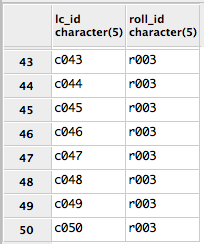 lc_id roll_id
character(5) character(5)
43 c043 r003
44 c044 r003
45 c045 r003
46 c046 r003
47 c047 r003
48 c048 r003
49 c049 r003
50 c050 r003